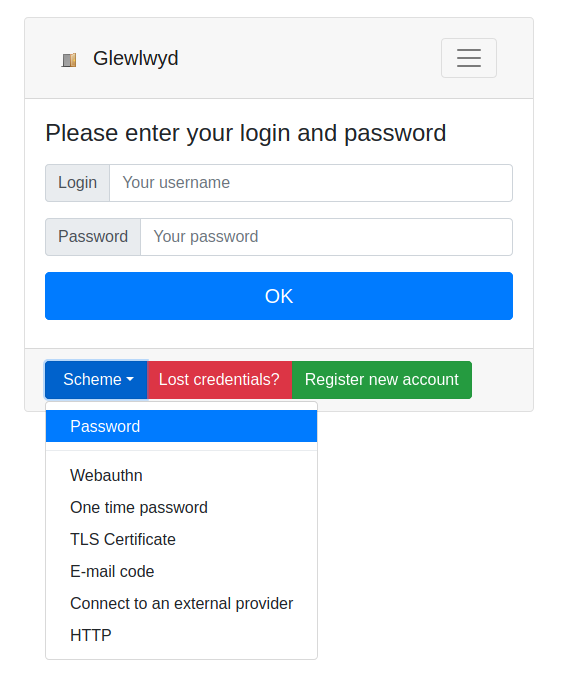 Glewlwyd
Please enter your login and password
Login Your username
Password Your password
OK
Scheme Lost credentials? Register new account
Password
Webauthn
One time password
TLS Certificate
E-mail code
Connect to an external provider
HTTP